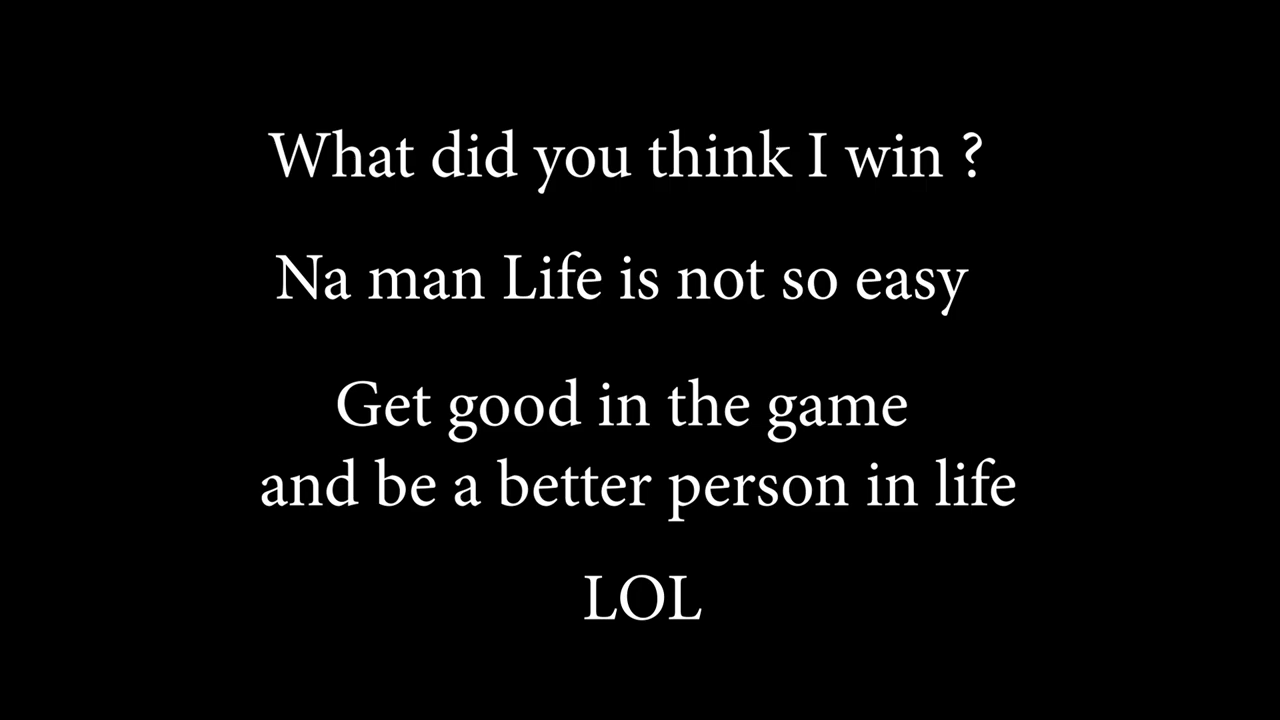 What did you think I win ?
Na man Life is not so easy
Get good in the game
and be a better person in life
LOL